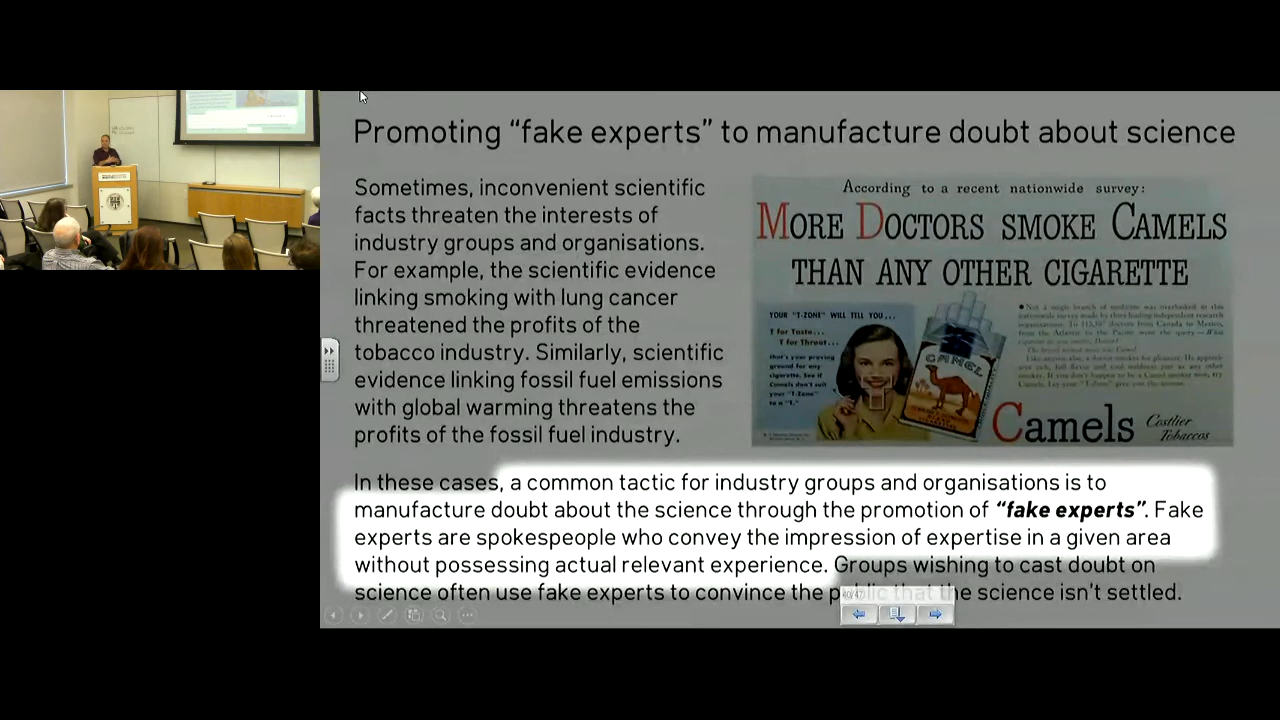 Promoting “fake experts” to manufacture doubt about science
Sometimes, inconvenient scientific
facts threaten the interests of
industry groups and organisations.
For example, the scientific evidence
linking smoking with lung cancer
threatened the profits of the
tobacco industry. Similarly, scientific
evidence linking fossil fuel emissions
with global warming threatens the
profits of the fossil fuel industry.
According to a recent nationwide survey:
MORE DOCTORS SMOKE CAMELS
THAN ANY OTHER CIGARETTE
YOUR "T-ZONE" WILL TELL YOU...
T for Taste...
T for Throat...
that's your proving
ground for any
cigarette. See if
Camels don't suit
your "T-Zone"
to a "T."
CAMEL
Camels
Costlier
Tobaccos
In these cases, a common tactic for industry groups and organisations is to
manufacture doubt about the science through the promotion of “fake experts”. Fake
experts are spokespeople who convey the impression of expertise in a given area
without possessing actual relevant experience. Groups wishing to cast doubt on
science often use fake experts to convince the public that the science isn't settled.
40/47